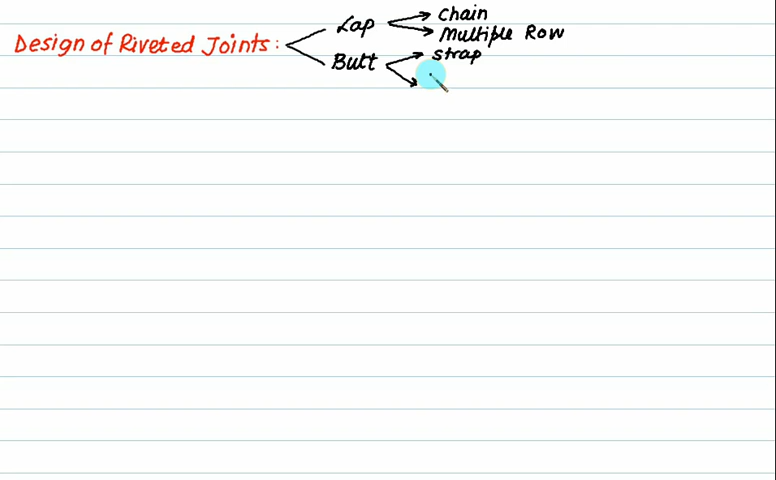 Design of Riveted Joints:
Lap
Chain
Multiple Row
Butt
Strap